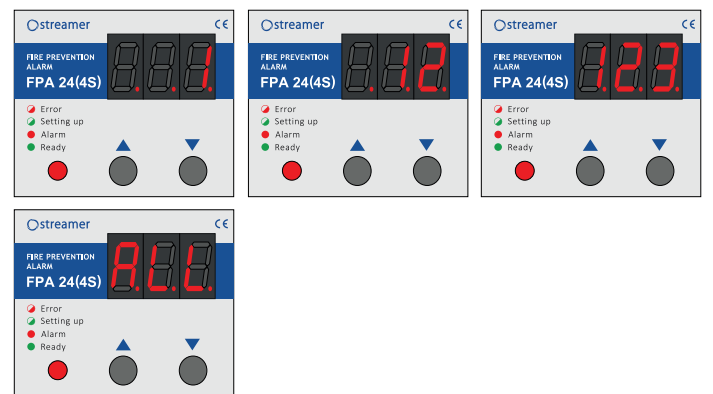 streamer CE
FIRE PREVENTION
ALARM
FPA 24(4S)
1
Error
Setting up
Alarm
Ready
streamer CE
FIRE PREVENTION
ALARM
FPA 24(4S)
12
Error
Setting up
Alarm
Ready
streamer CE
FIRE PREVENTION
ALARM
FPA 24(4S)
123
Error
Setting up
Alarm
Ready
streamer CE
FIRE PREVENTION
ALARM
FPA 24(4S)
ALL
Error
Setting up
Alarm
Ready